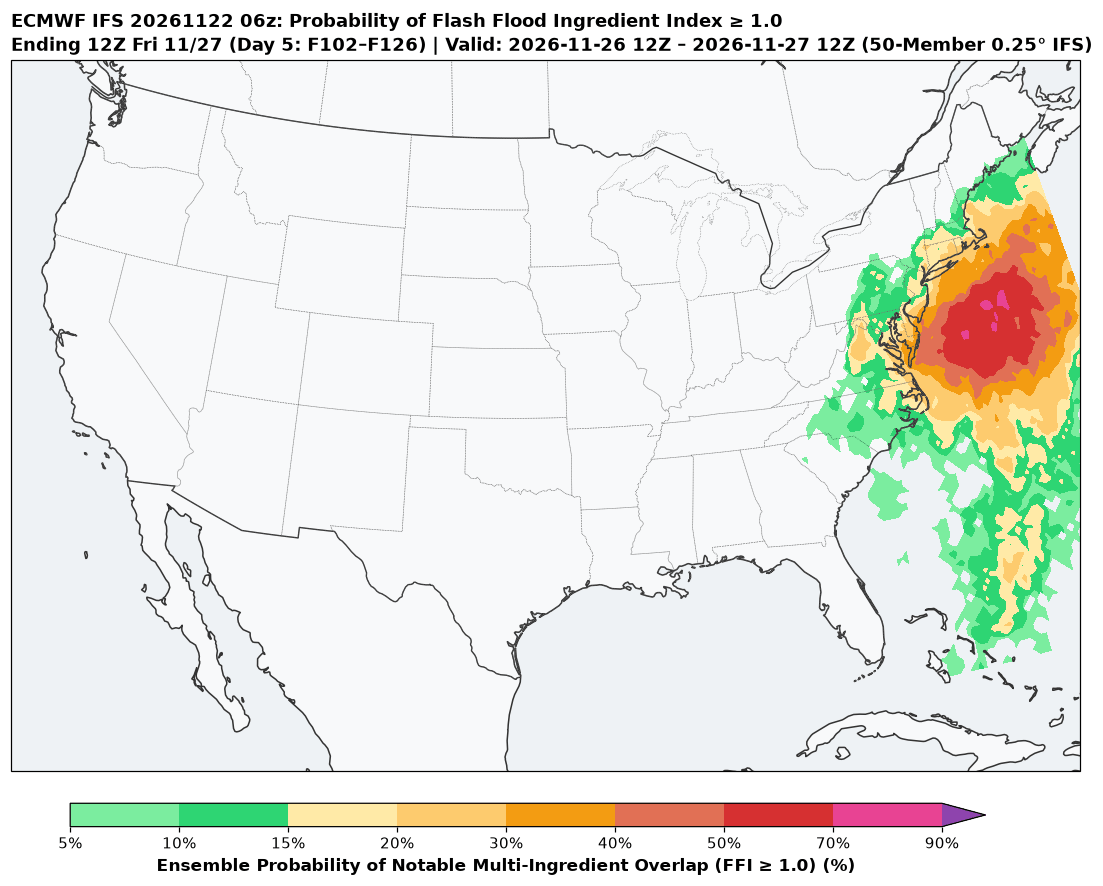 ECMWF IFS 20261122 06z: Probability of Flash Flood Ingredient Index ≥ 1.0
Ending 12Z Fri 11/27 (Day 5: F102–F126) | Valid: 2026-11-26 12Z – 2026-11-27 12Z (50-Member 0.25° IFS)
5% 10% 15% 20% 30% 40% 50% 70% 90%
Ensemble Probability of Notable Multi-Ingredient Overlap (FFI ≥ 1.0) (%)